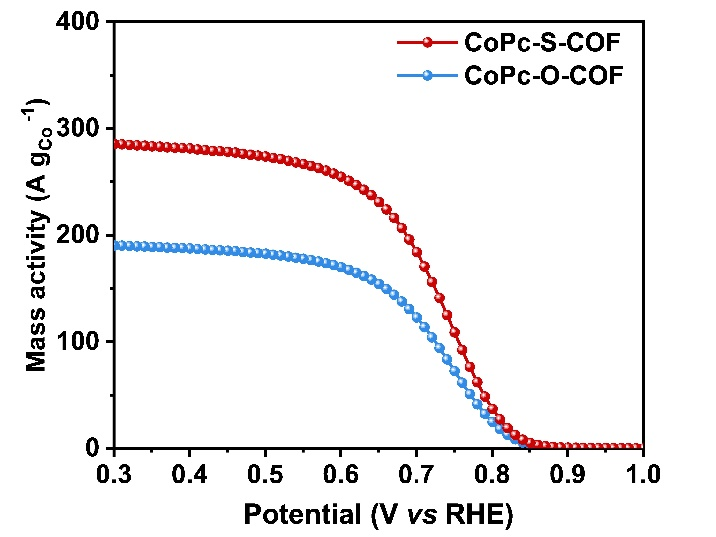 CoPc-S-COF
CoPc-O-COF
Mass activity (A gCo-1)
400
300
200
100
0
0.3 0.4 0.5 0.6 0.7 0.8 0.9 1.0
Potential (V vs RHE)